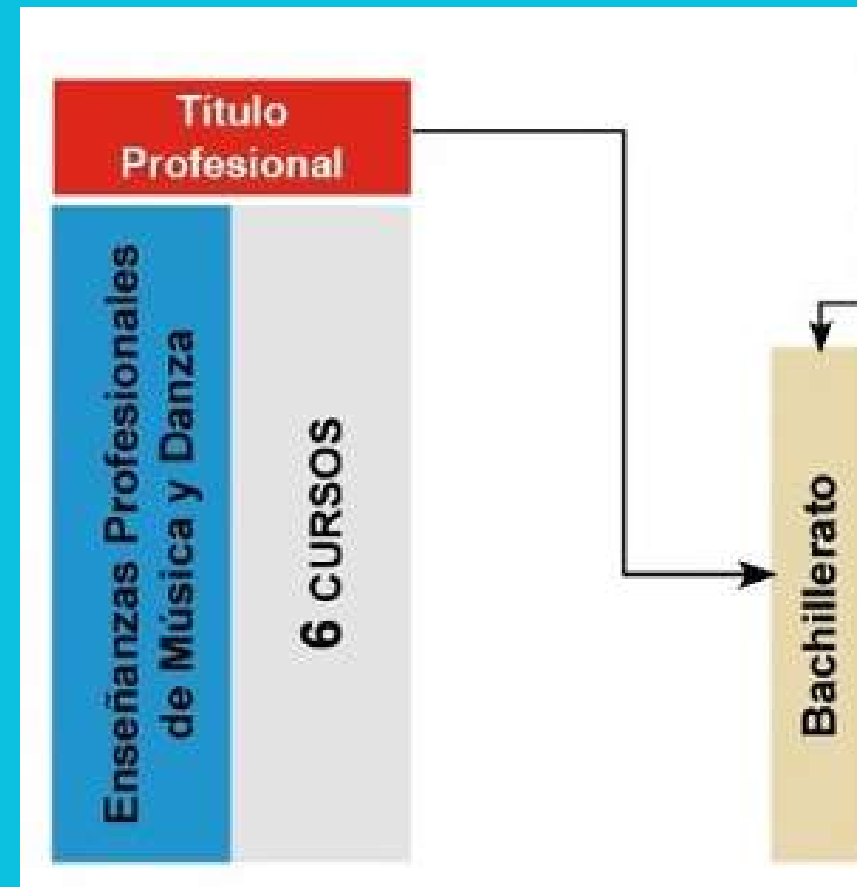 Título
Profesional
Enseñanzas Profesionales
de Música y Danza
6 CURSOS
Bachillerato